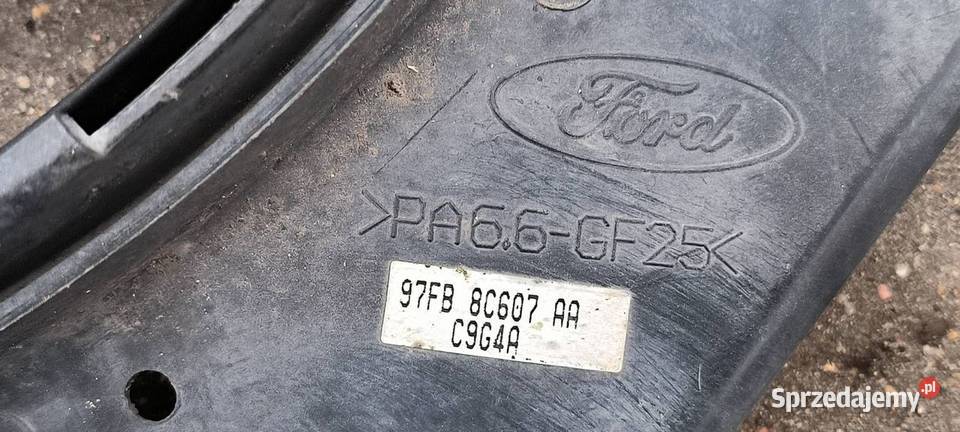 Ford
>PA6.6-GF25<
97FB 8C607 AA
C9G4A
Sprzedajemy.pl